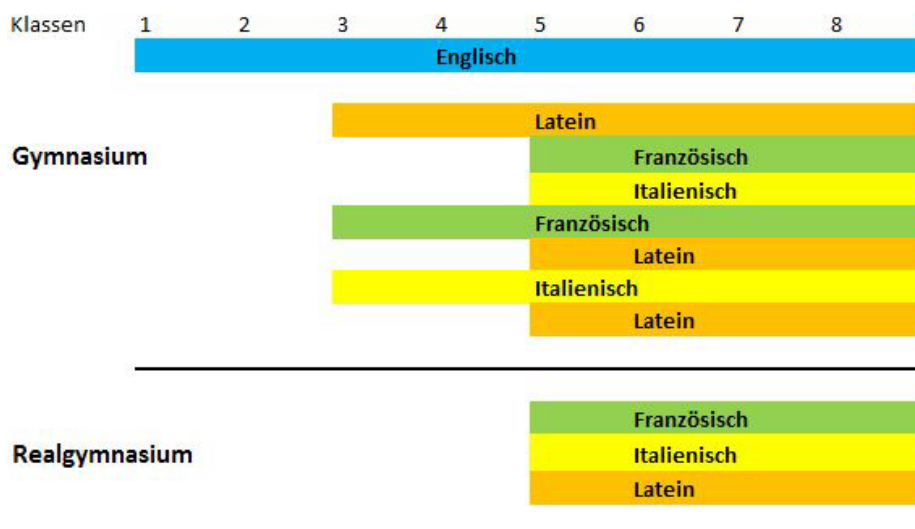 Klassen 1 2 3 4 5 6 7 8
Englisch
Latein
Gymnasium Französisch
Italienisch
Französisch
Latein
Italienisch
Latein
Französisch
Realgymnasium Italienisch
Latein